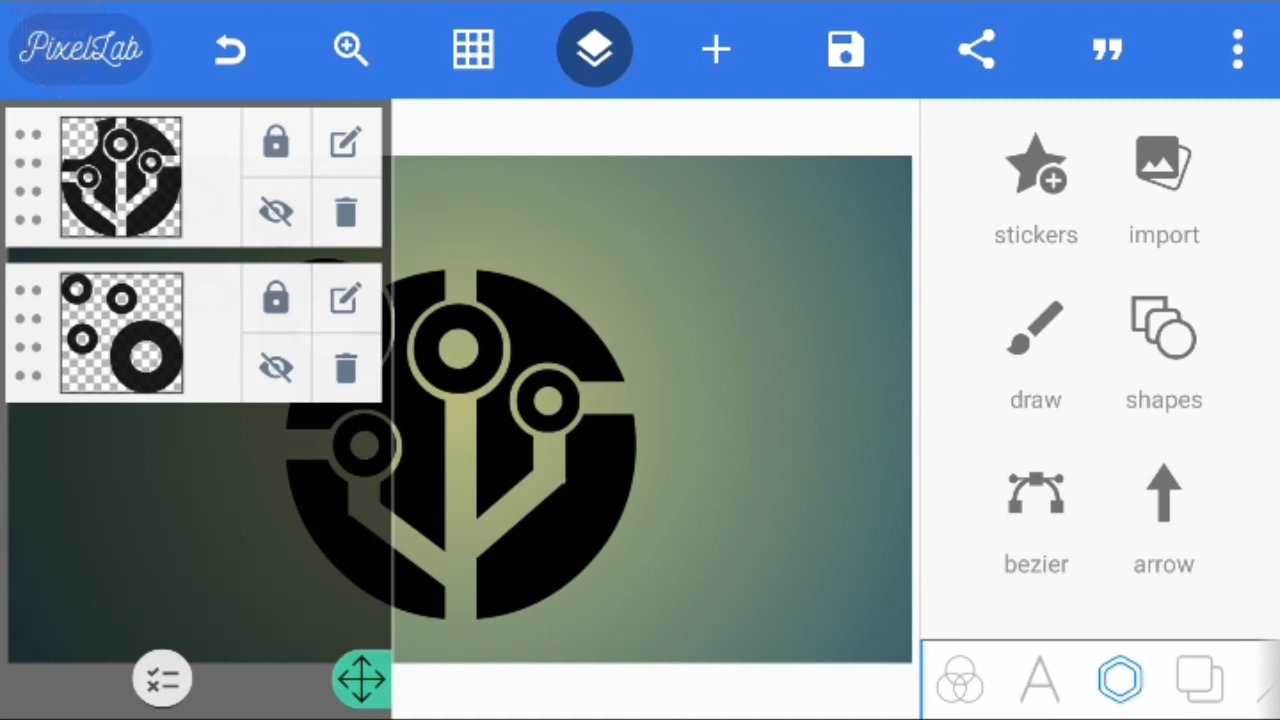 PixelLab
stickers
import
draw
shapes
bezier
arrow